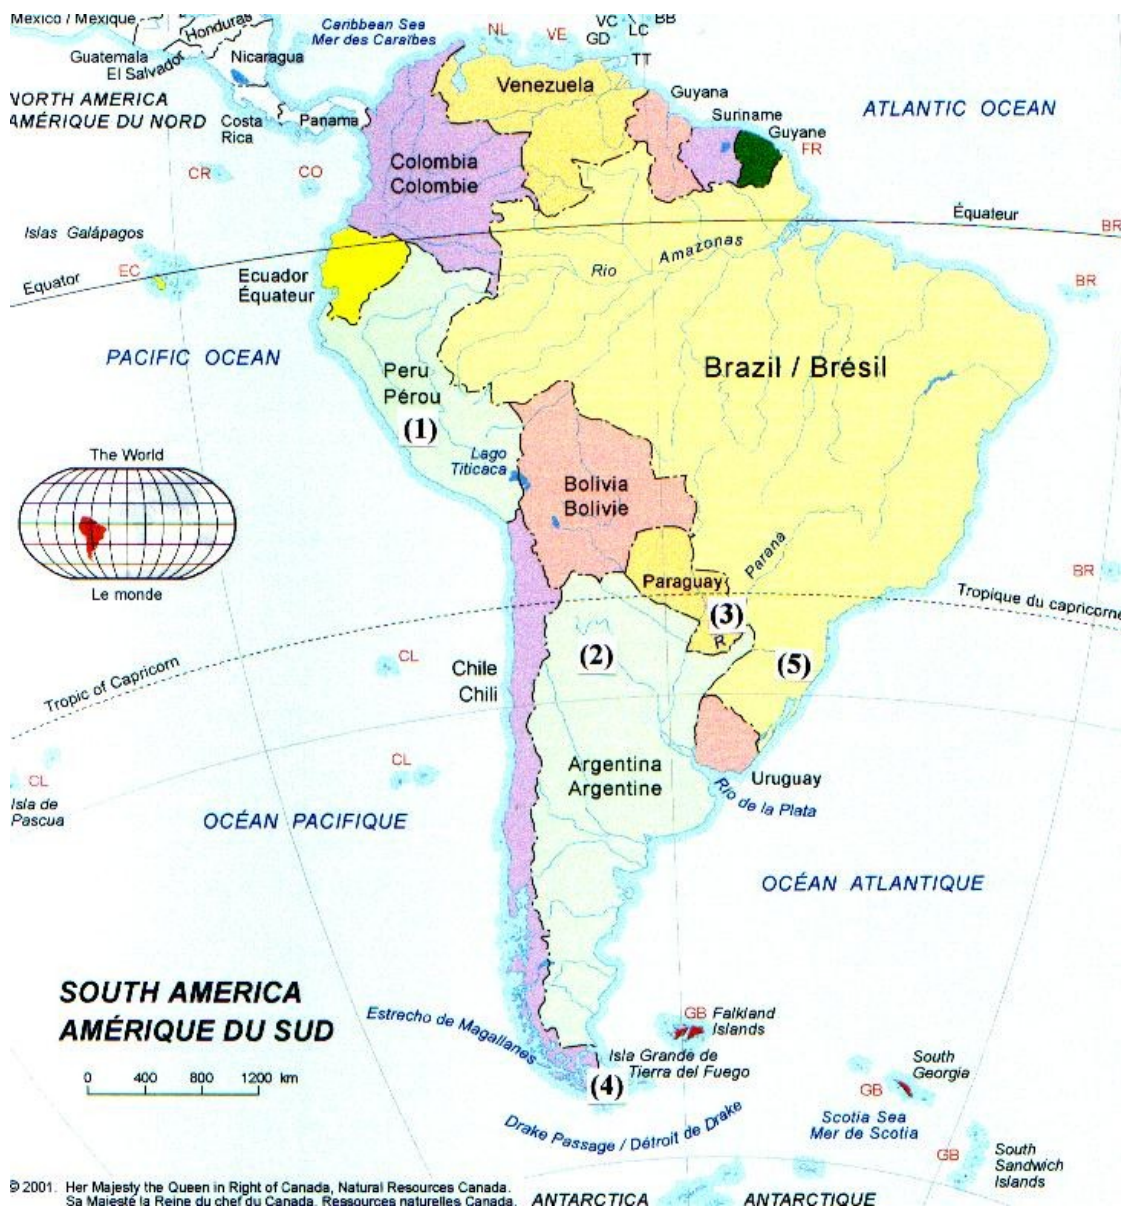 Mexico / Mexique
Honduras
Guatemala
El Salvador
Nicaragua
Caribbean Sea
Mer des Caraïbes
NL
VE
VC
BB
GD
LC
TT
NORTH AMERICA
AMÉRIQUE DU NORD
Costa
Rica
Panama
Venezuela
Guyana
Suriname
Guyane
FR
ATLANTIC OCEAN
CR
CO
Colombia
Colombie
Islas Galápagos
EC
Équateur
BR
Equator
Ecuador
Équateur
Rio
Amazonas
BR
PACIFIC OCEAN
Peru
Pérou
(1)
Brazil / Brésil
Lago
Titicaca
The World
Le monde
Bolivia
Bolivie
Paraguay
Parana
R
(3)
BR
Tropique du capricorne
Tropic of Capricorn
CL
Chile
Chili
(2)
(5)
CL
Isla de
Pascua
CL
Argentina
Argentine
Uruguay
Rio de la Plata
OCÉAN PACIFIQUE
OCÉAN ATLANTIQUE
SOUTH AMERICA
AMÉRIQUE DU SUD
0 400 800 1200 km
Estrecho de Magallanes
GB
Falkland
Islands
Isla Grande de
Tierra del Fuego
(4)
South
Georgia
GB
Scotia Sea
Mer de Scotia
Drake Passage / Détroit de Drake
GB
South
Sandwich
Islands
© 2001. Her Majesty the Queen in Right of Canada, Natural Resources Canada.
Sa Majesté la Reine du chef du Canada, Ressources naturelles Canada.
ANTARCTICA
ANTARCTIQUE